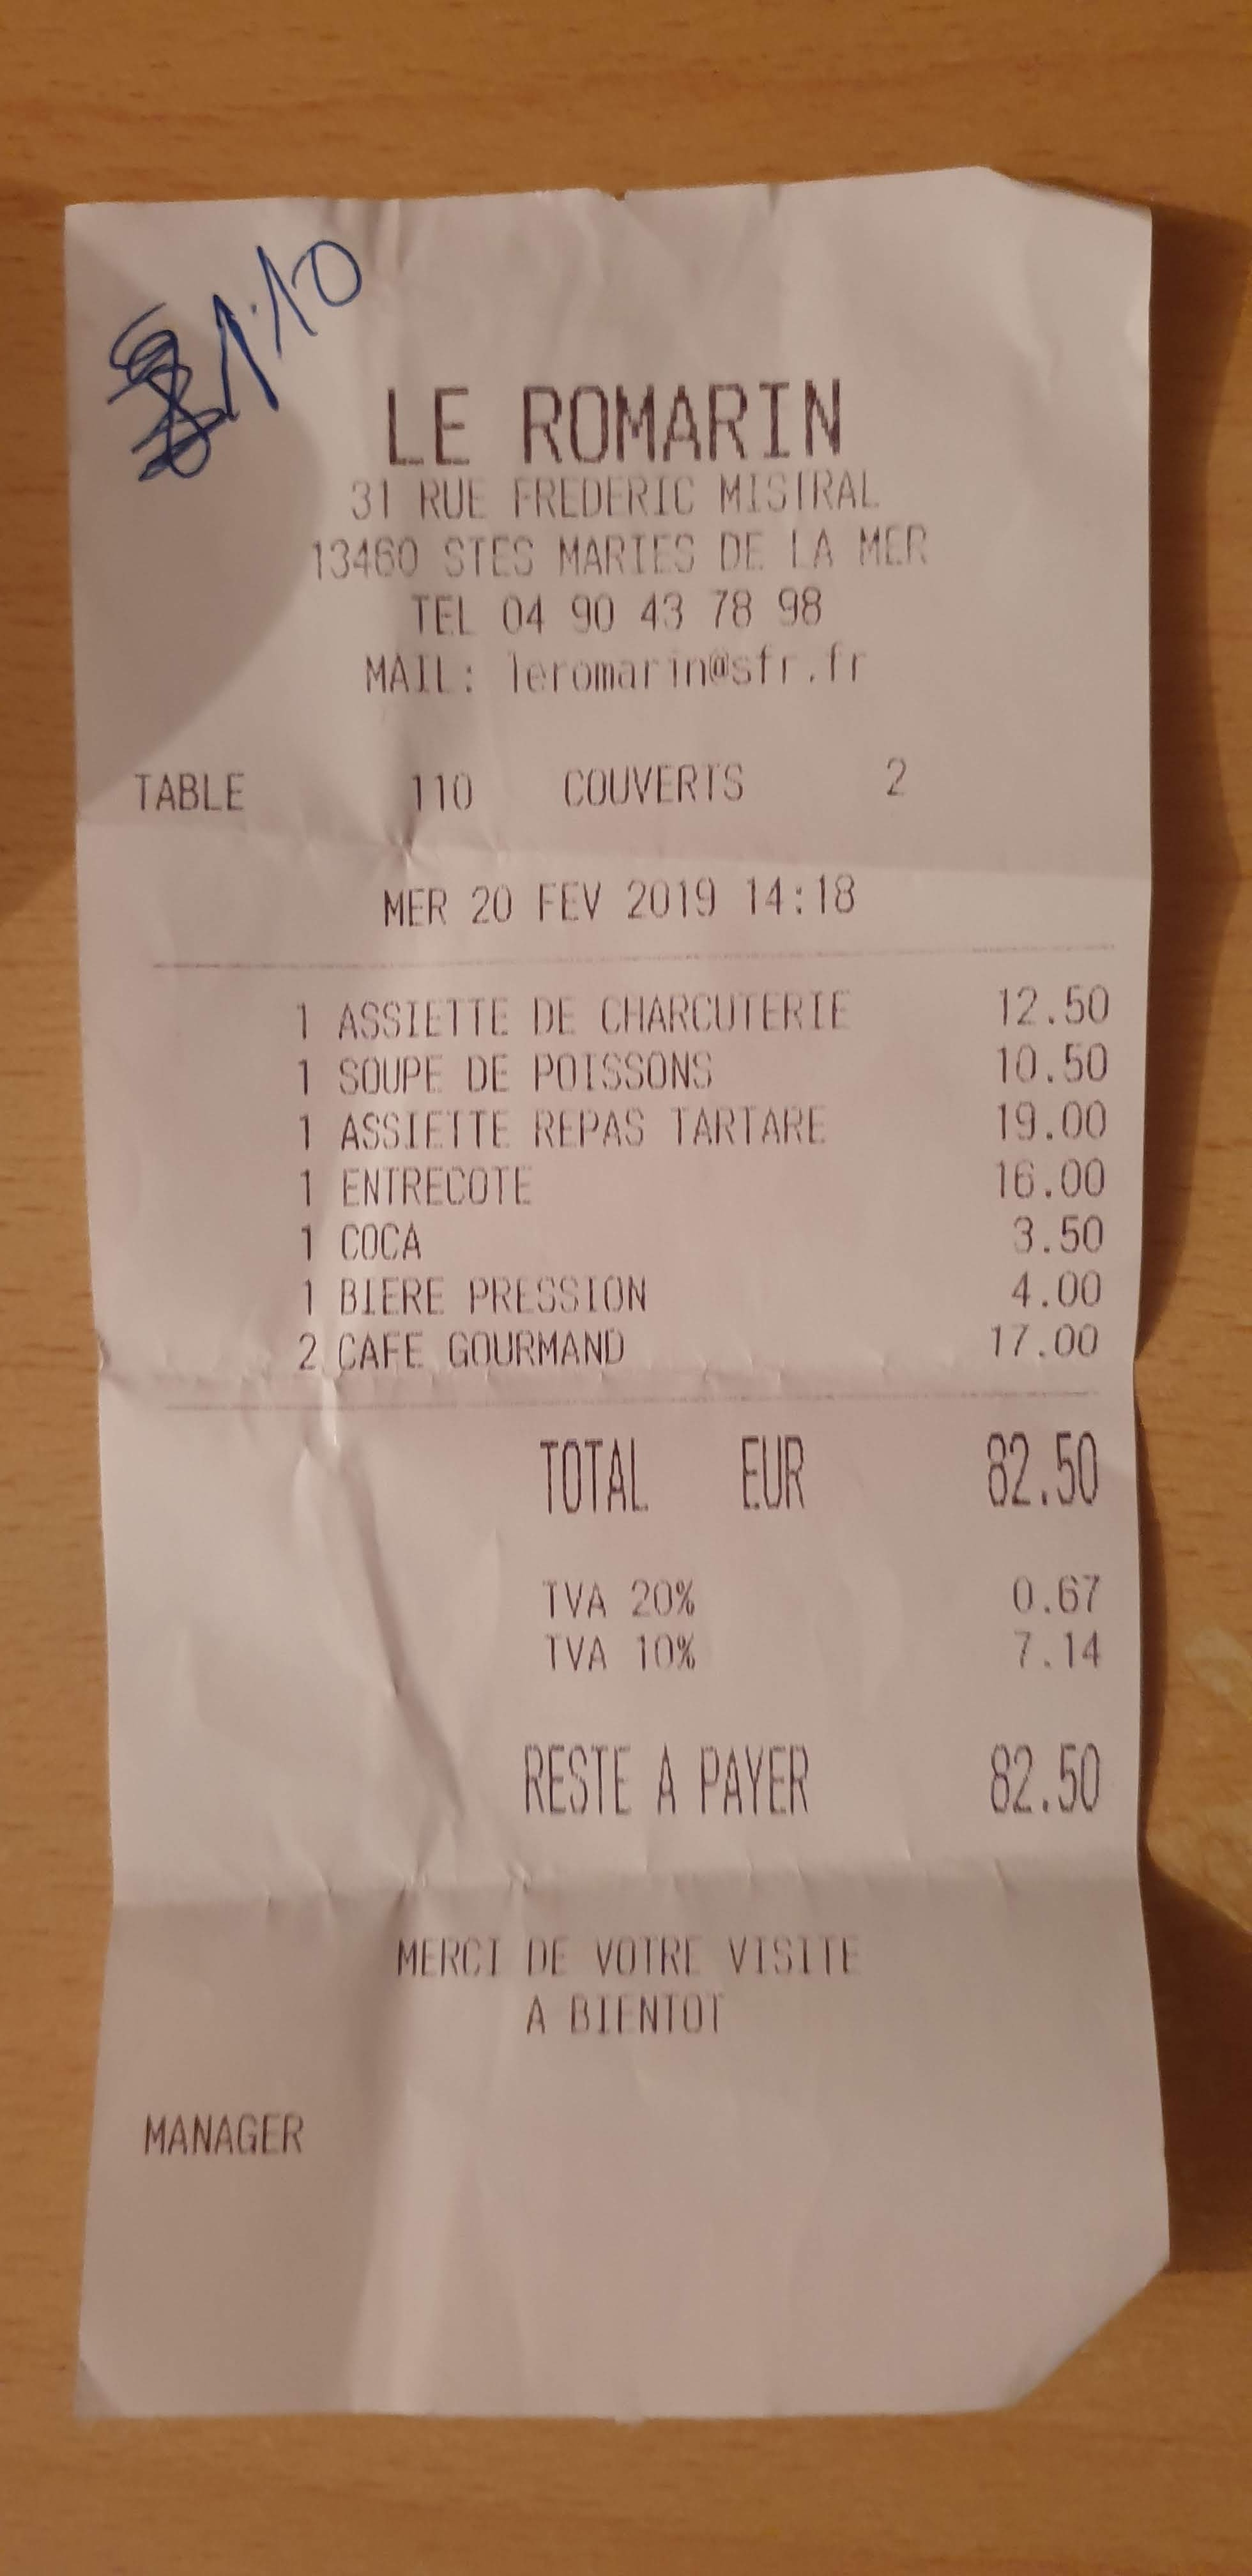 1.10
LE ROMARIN
31 RUE FREDERIC MISTRAL
13460 STES MARIES DE LA MER
TEL 04 90 43 78 98
MAIL: leromarin@sfr.fr
TABLE 110 COUVERTS 2
MER 20 FEV 2019 14:18
1 ASSIETTE DE CHARCUTERIE 12.50
1 SOUPE DE POISSONS 10.50
1 ASSIETTE REPAS TARTARE 19.00
1 ENTRECOTE 16.00
1 COCA 3.50
1 BIERE PRESSION 4.00
2 CAFE GOURMAND 17.00
TOTAL EUR 82.50
TVA 20% 0.67
TVA 10% 7.14
RESTE A PAYER 82.50
MERCI DE VOTRE VISITE
A BIENTOT
MANAGER